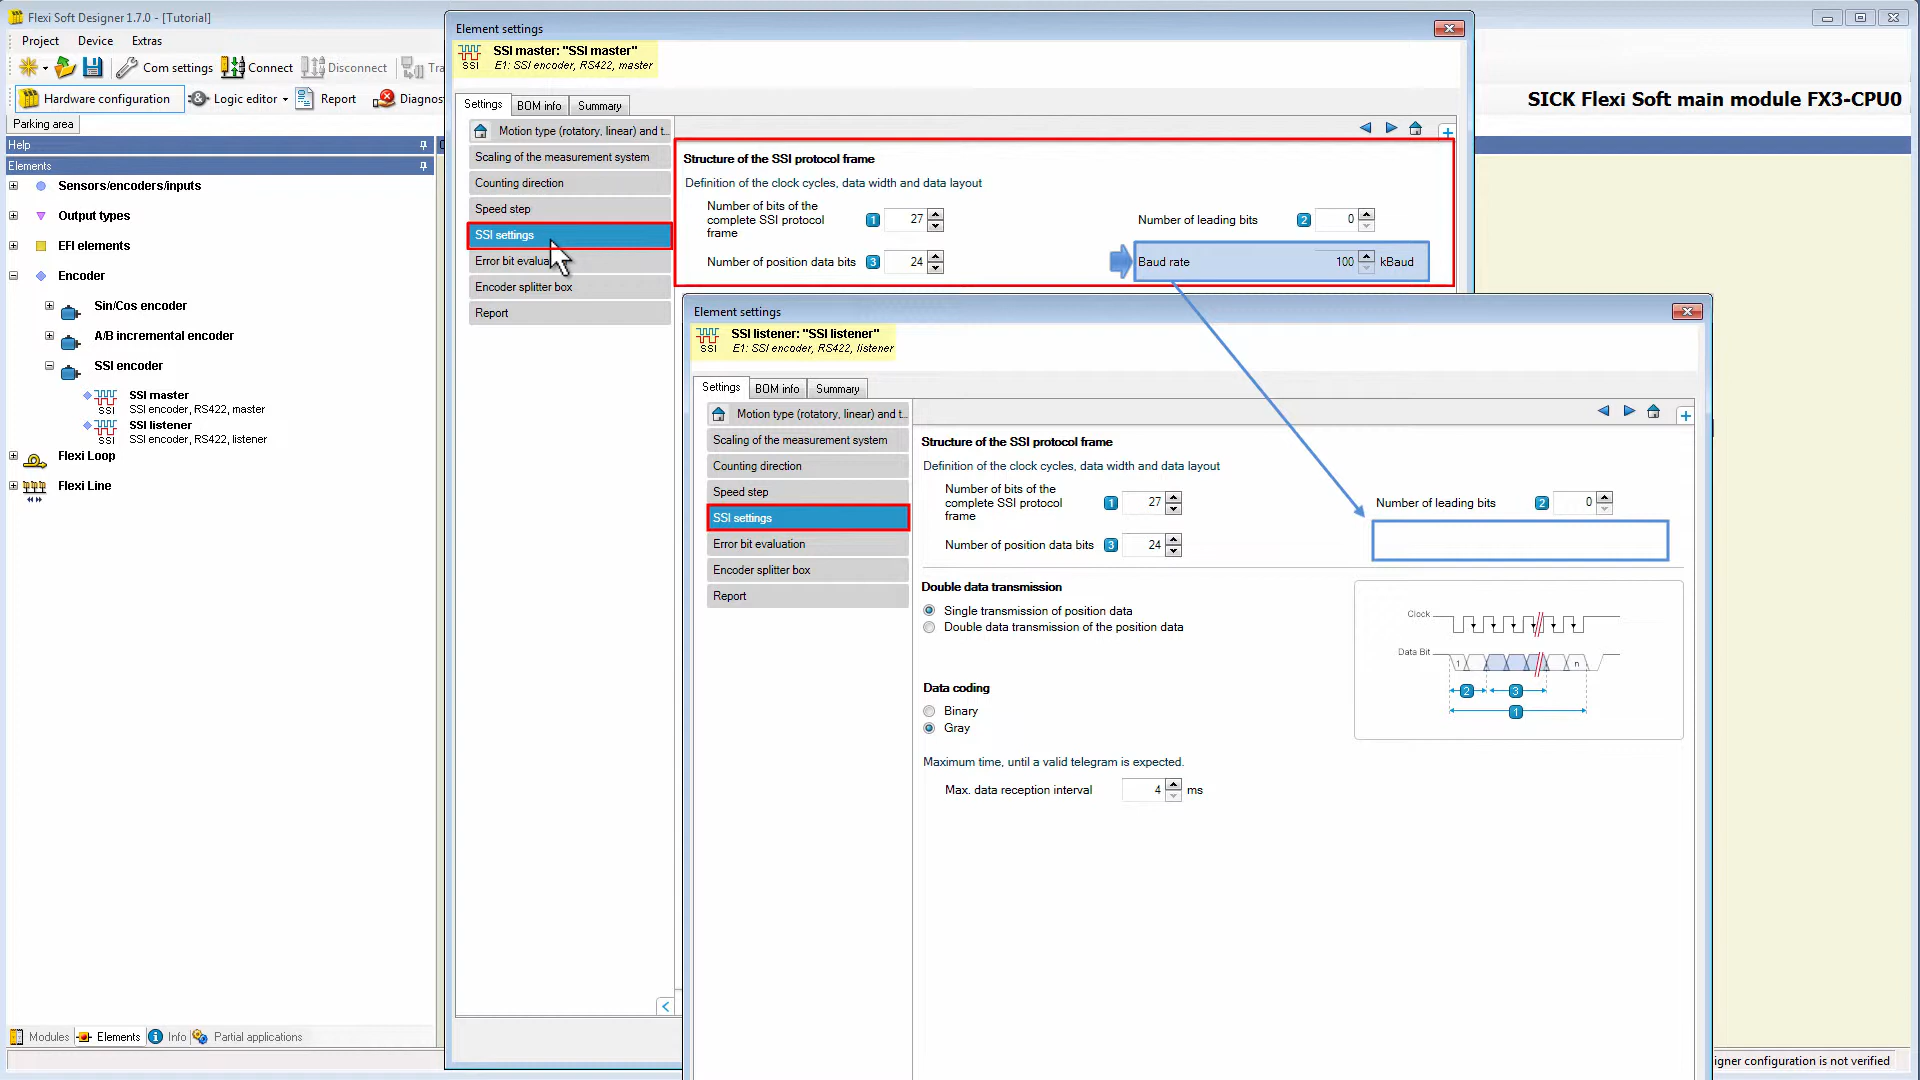 Flexi Soft Designer 1.7.0 - [Tutorial]
Project Device Extras
Com settings Connect Disconnect
Hardware configuration Logic editor Report
Parking area
SICK Flexi Soft main module FX3-CPU0
Help
Elements
Sensors/encoders/inputs
Output types
EFI elements
Encoder
Sin/Cos encoder
A/B incremental encoder
SSI encoder
SSI SSI master
SSI encoder, RS422, master
SSI SSI listener
SSI encoder, RS422, listener
Flexi Loop
Flexi Line
Modules Elements Info Partial applications
Element settings
SSI SSI master: "SSI master"
E1: SSI encoder, RS422, master
Settings BOM info Summary
Motion type (rotatory, linear) and t...
Scaling of the measurement system
Counting direction
Speed step
SSI settings
Error bit
Encoder splitter box
Report
Structure of the SSI protocol frame
Definition of the clock cycles, data width and data layout
Number of bits of the
complete SSI protocol
frame
1 27
Number of leading bits 2 0
Number of position data bits 3 24
Baud rate 100 kBaud
Element settings
SSI SSI listener: "SSI listener"
E1: SSI encoder, RS422, listener
Settings BOM info Summary
Motion type (rotatory, linear) and t...
Scaling of the measurement system
Counting direction
Speed step
SSI settings
Error bit evaluation
Encoder splitter box
Report
Structure of the SSI protocol frame
Definition of the clock cycles, data width and data layout
Number of bits of the
complete SSI protocol
frame
1 27
Number of leading bits 2 0
Number of position data bits 3 24
Double data transmission
Single transmission of position data
Double data transmission of the position data
Clock
Data Bit 1 n
2 3
1
Data coding
Binary
Gray
Maximum time, until a valid telegram is expected.
Max. data reception interval 4 ms
configuration is not verified